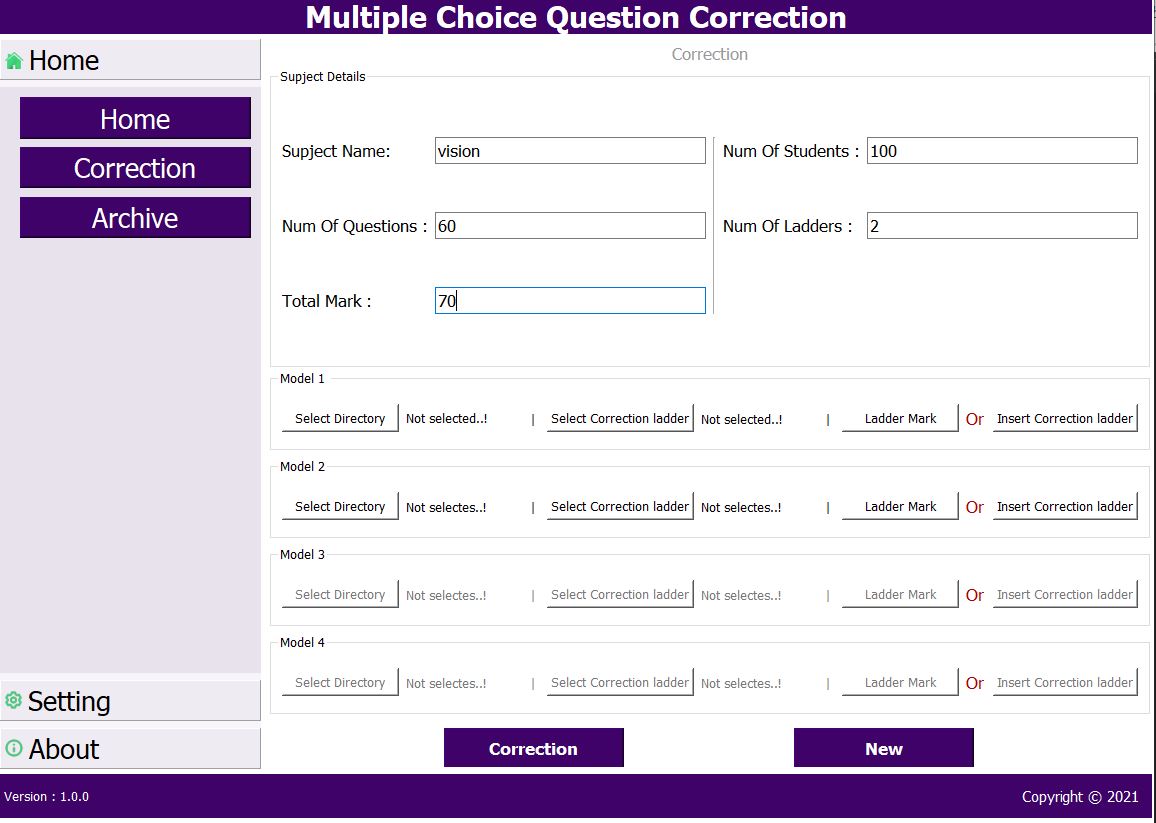 Multiple Choice Question Correction
Home
Home
Correction
Archive
Setting
About
Correction
Supject Details
Supject Name: vision Num Of Students : 100
Num Of Questions : 60 Num Of Ladders : 2
Total Mark : 70
Model 1
Select Directory Not selected..! | Select Correction ladder Not selected..! | Ladder Mark Or Insert Correction ladder
Model 2
Select Directory Not selectes..! | Select Correction ladder Not selectes..! | Ladder Mark Or Insert Correction ladder
Model 3
Select Directory Not selectes..! | Select Correction ladder Not selectes..! | Ladder Mark Or Insert Correction ladder
Model 4
Select Directory Not selectes..! | Select Correction ladder Not selectes..! | Ladder Mark Or Insert Correction ladder
Correction New
Version : 1.0.0 Copyright © 2021